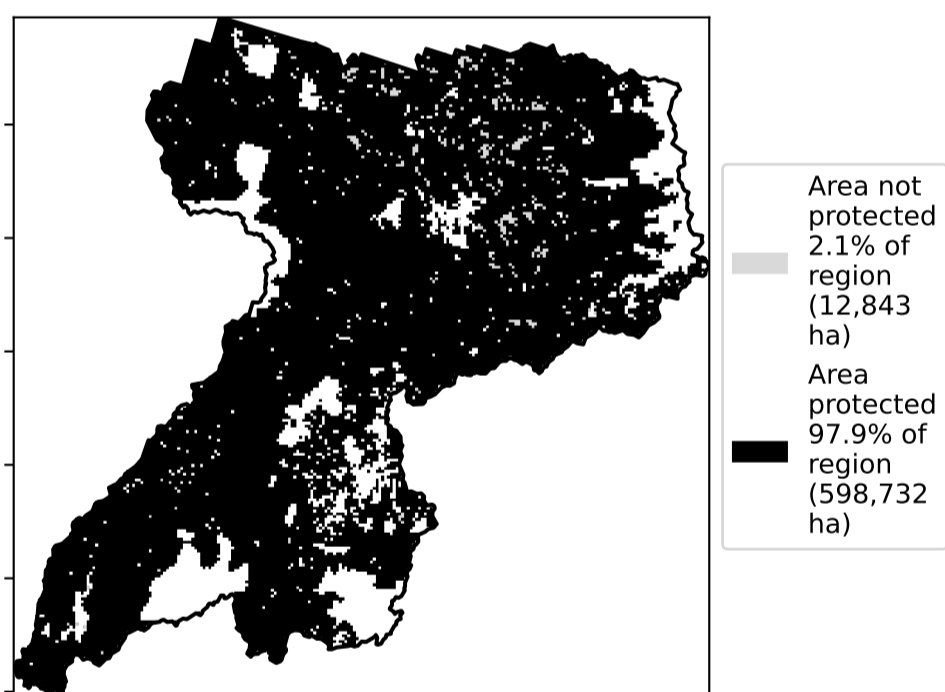 Area not
protected
2.1% of
region
(12,843
ha)
Area
protected
97.9% of
region
(598,732
ha)